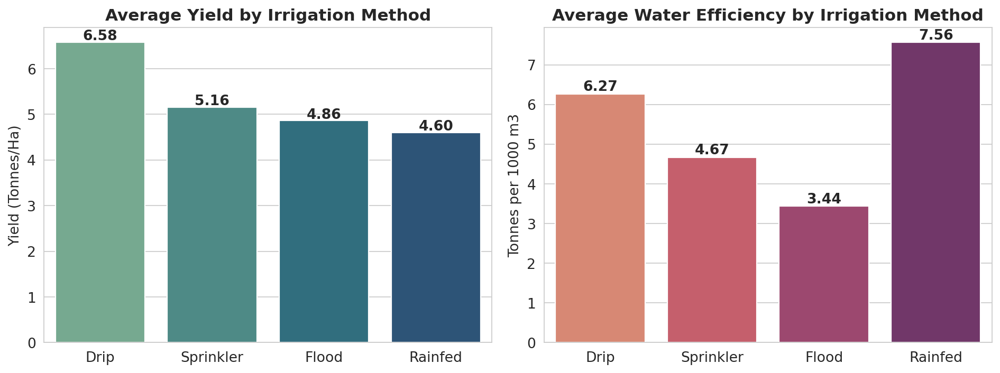 Average Yield by Irrigation Method
Yield (Tonnes/Ha)
6
5
4
3
2
1
0
6.58
5.16
4.86
4.60
Drip
Sprinkler
Flood
Rainfed
Average Water Efficiency by Irrigation Method
Tonnes per 1000 m3
7
6
5
4
3
2
1
0
6.27
4.67
3.44
7.56
Drip
Sprinkler
Flood
Rainfed